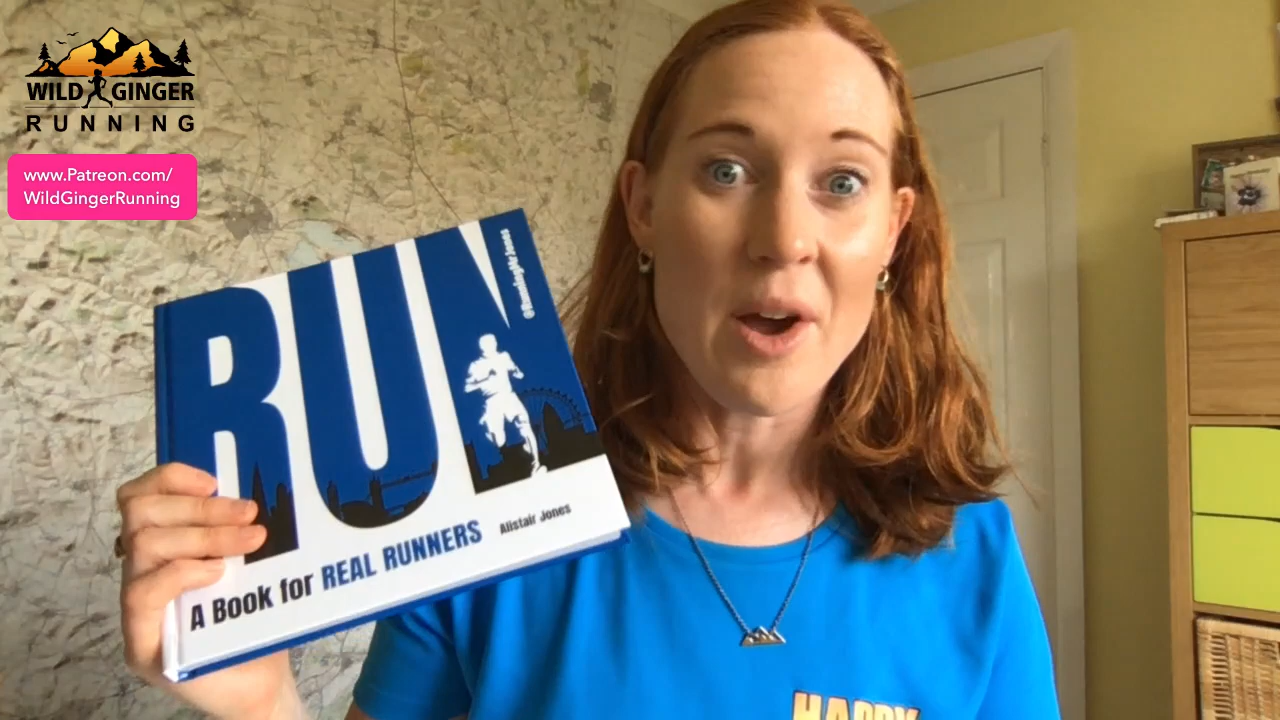 WILD GINGER
RUNNING
www.Patreon.com/
WildGingerRunning
RUN
@RunningMrJones
A Book for REAL RUNNERS
Alistair Jones
HAPPY